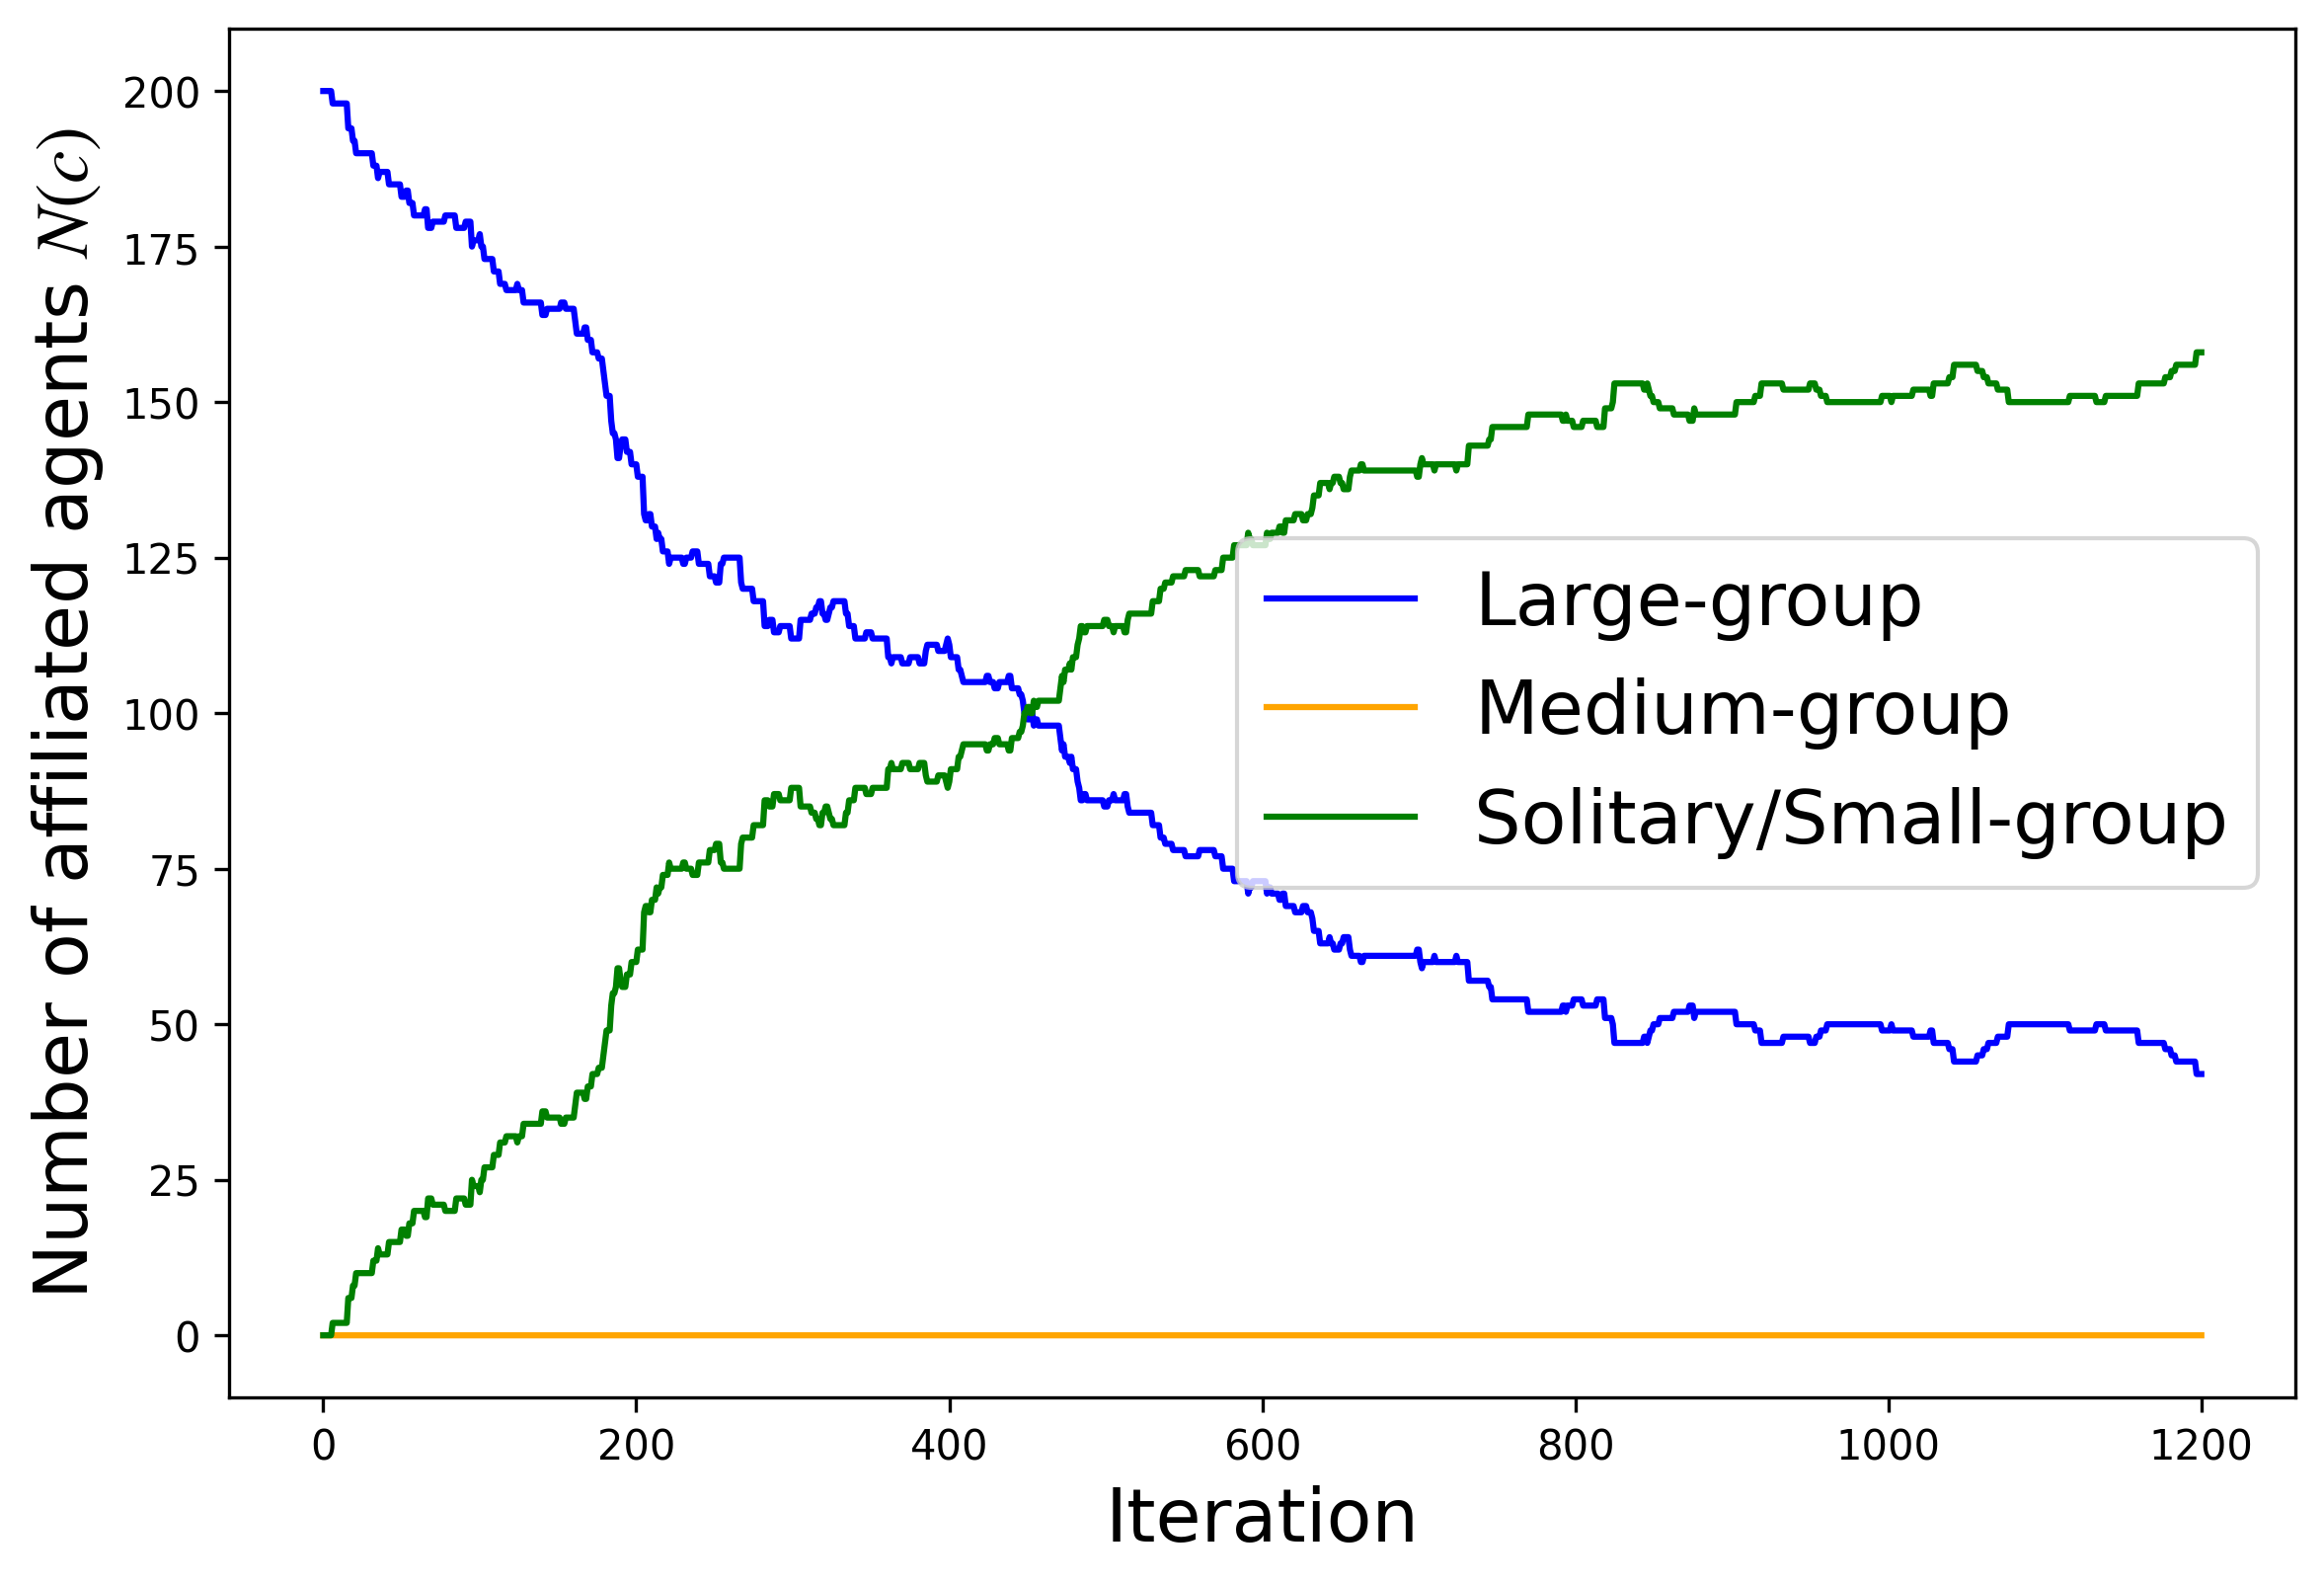 Number of affiliated agents N(c)
200
175
150
125
100
75
50
25
0
Large-group
Medium-group
Solitary/Small-group
0 200 400 600 800 1000 1200
Iteration